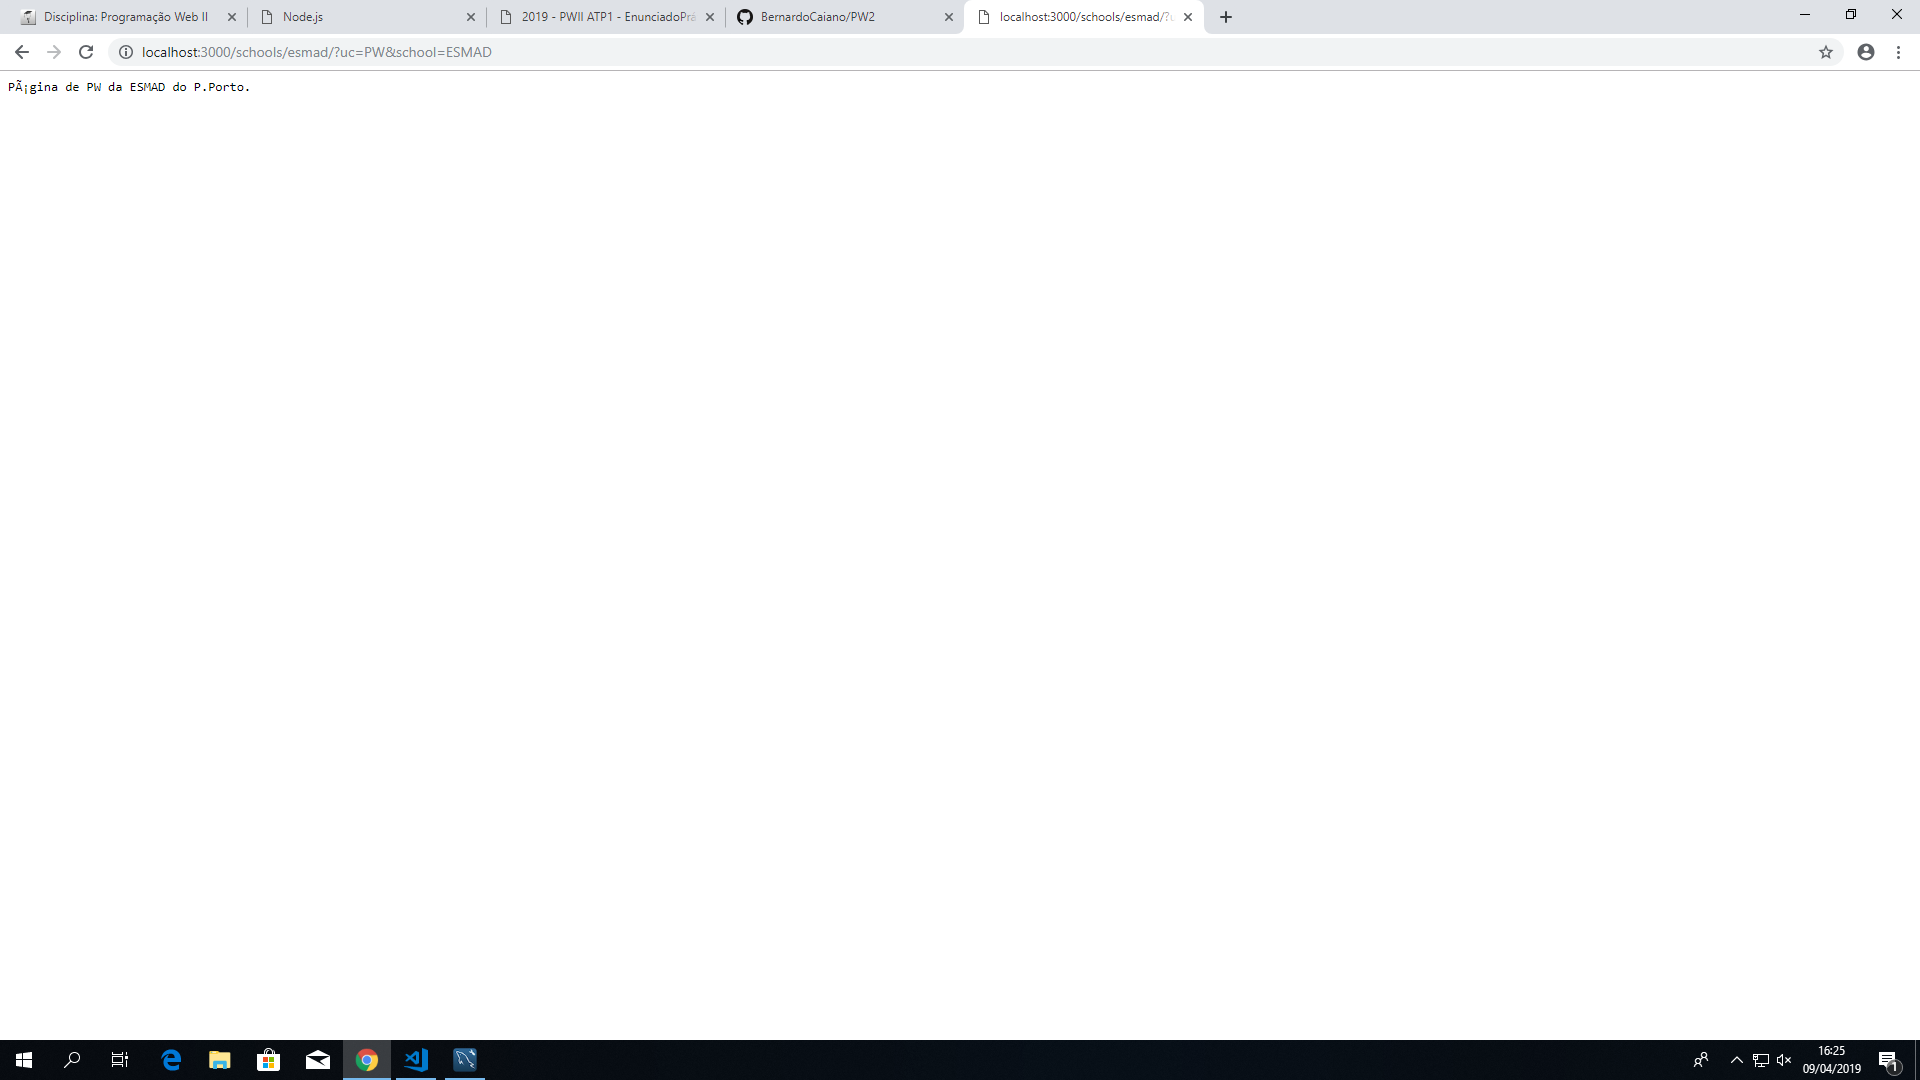 Disciplina: Programação Web II
Node.js
2019 - PWII ATP1 - EnunciadoPrá
BernardoCaiano/PW2
localhost:3000/schools/esmad/?u
localhost:3000/schools/esmad/?uc=PW&school=ESMAD
PÃ¡gina de PW da ESMAD do P.Porto.
16:25
09/04/2019
1